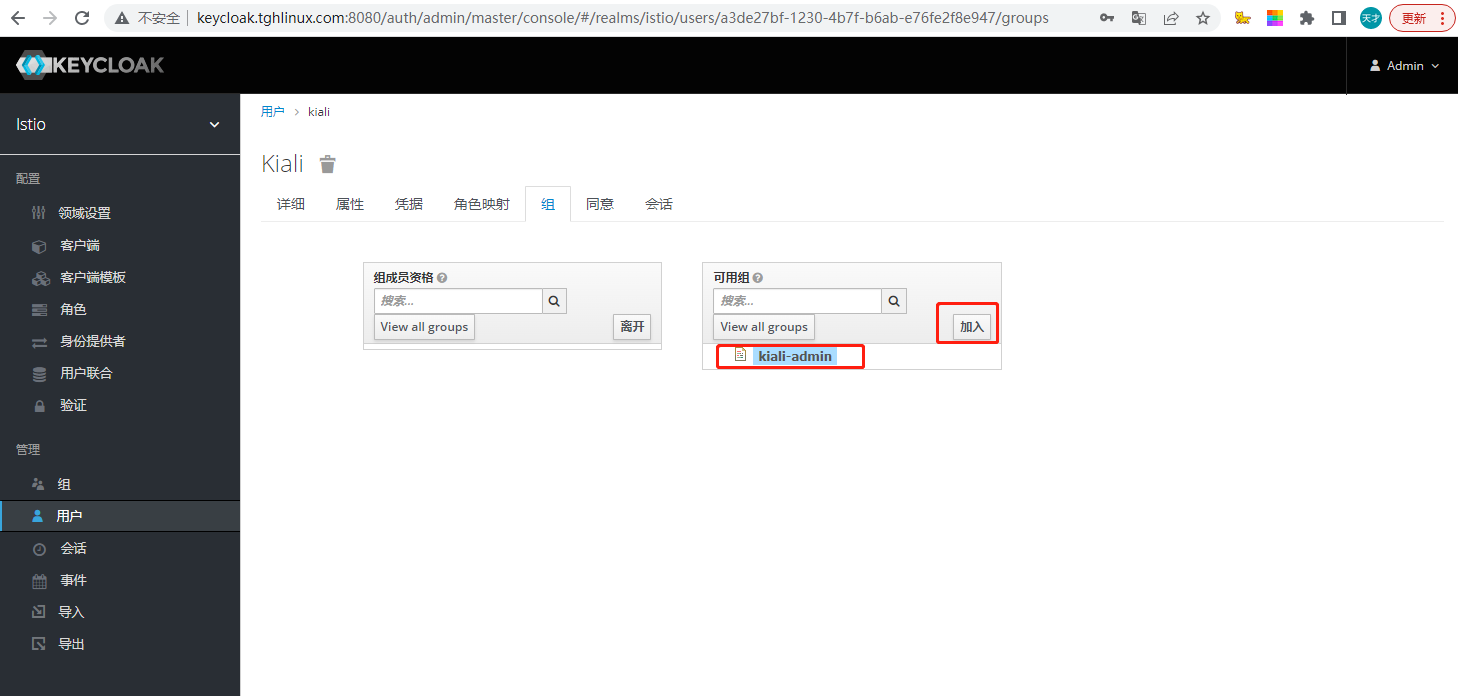 不安全 keycloak.tghlinux.com:8080/auth/admin/master/console/#/realms/istio/users/a3de27bf-1230-4b7f-b6ab-e76fe2f8e947/groups 天才 更新
KEYCLOAK Admin
Istio
配置
领域设置
客户端
客户端模板
角色
身份提供者
用户联合
验证
管理
组
用户
会话
事件
导入
导出
用户 > kiali
Kiali
详细 属性 凭据 角色映射 组 同意 会话
组成员资格
搜索...
View all groups 离开
可用组
搜索...
View all groups 加入
kiali-admin